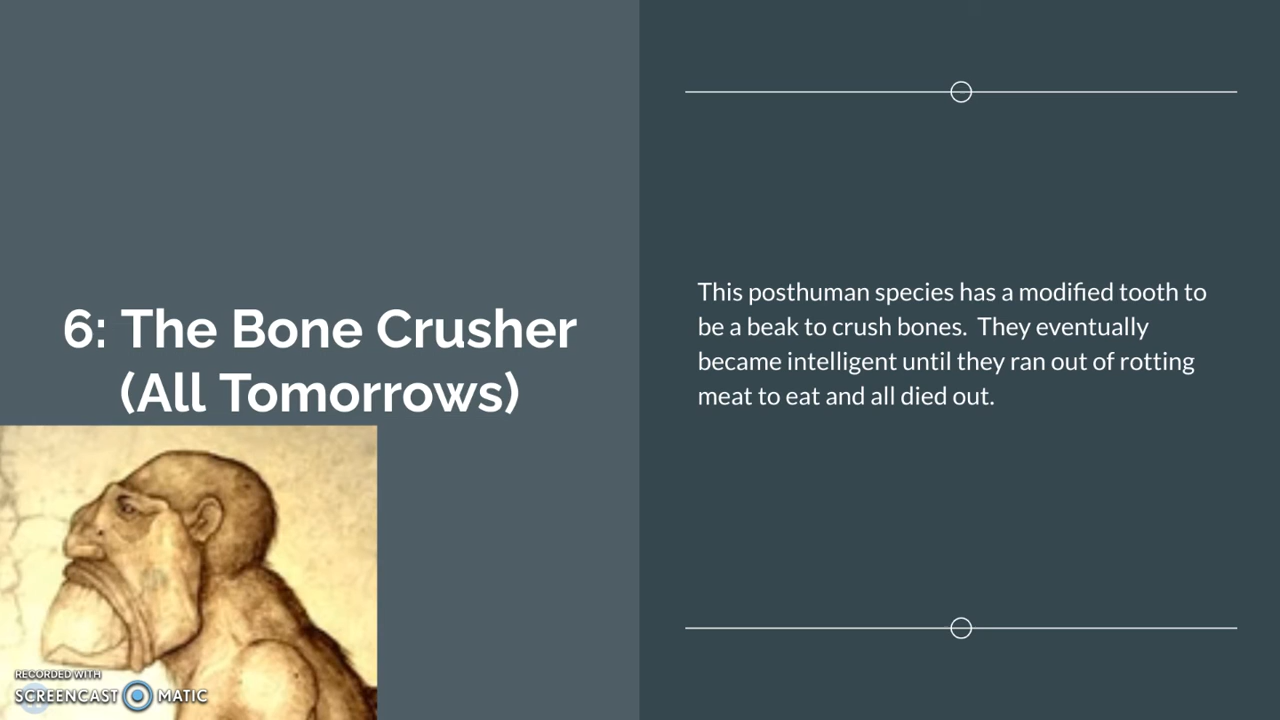 6: The Bone Crusher
(All Tomorrows)
This posthuman species has a modified tooth to
be a beak to crush bones.  They eventually
became intelligent until they ran out of rotting
meat to eat and all died out.
RECORDED WITH
SCREENCAST MATIC